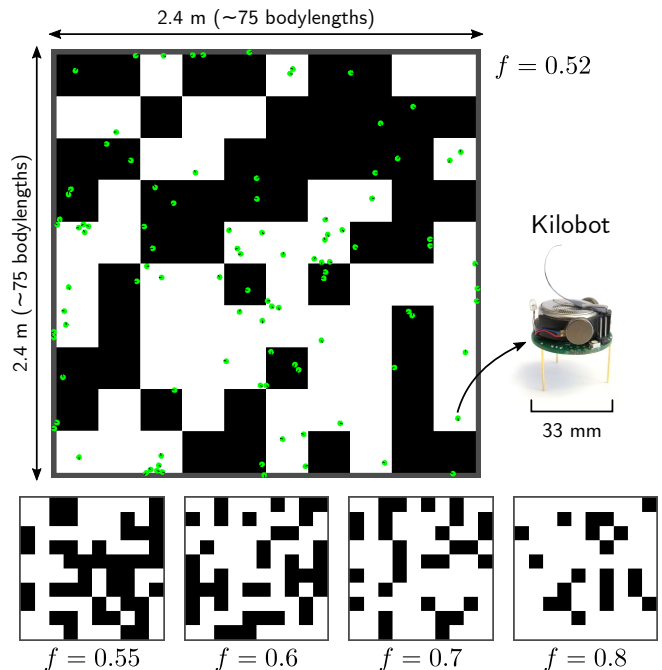 2.4 m (~75 bodylengths)
f = 0.52
2.4 m (~75 bodylengths)
Kilobot
33 mm
f = 0.55
f = 0.6
f = 0.7
f = 0.8